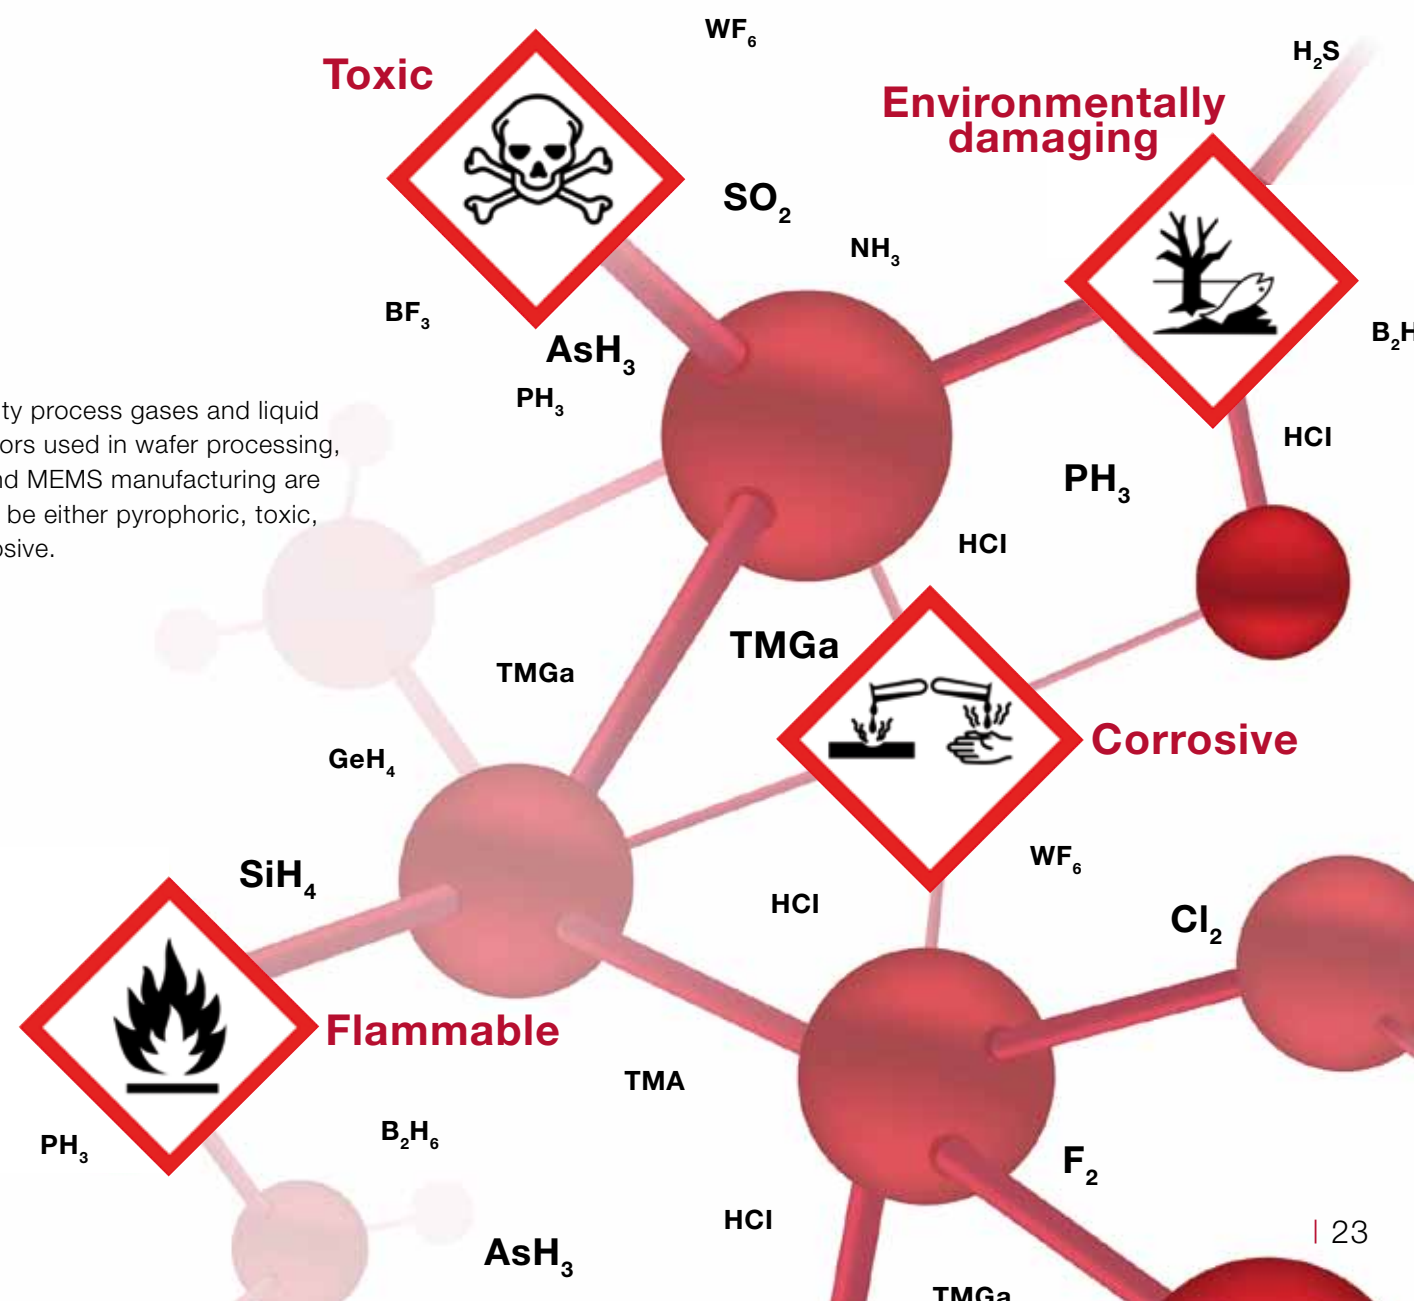 WF₆
H₂S
Toxic
Environmentally
damaging
SO₂
NH₃
BF₃
B₂H
AsH₃
PH₃
ty process gases and liquid
ors used in wafer processing,
nd MEMS manufacturing are
be either pyrophoric, toxic,
osive.
HCl
PH₃
HCl
TMGa
TMGa
Corrosive
GeH₄
WF₆
SiH₄
HCl
Cl₂
Flammable
TMA
B₂H₆
PH₃
F₂
HCl
AsH₃
| 23
TMGa